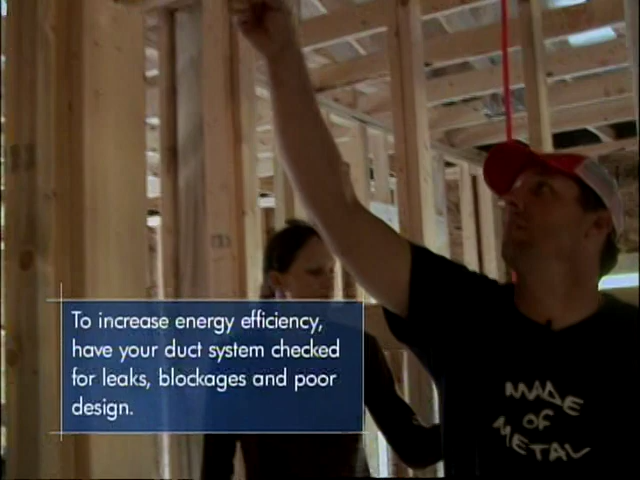 To increase energy efficiency,
have your duct system checked
for leaks, blockages and poor
design.
MADE
OF
METAL